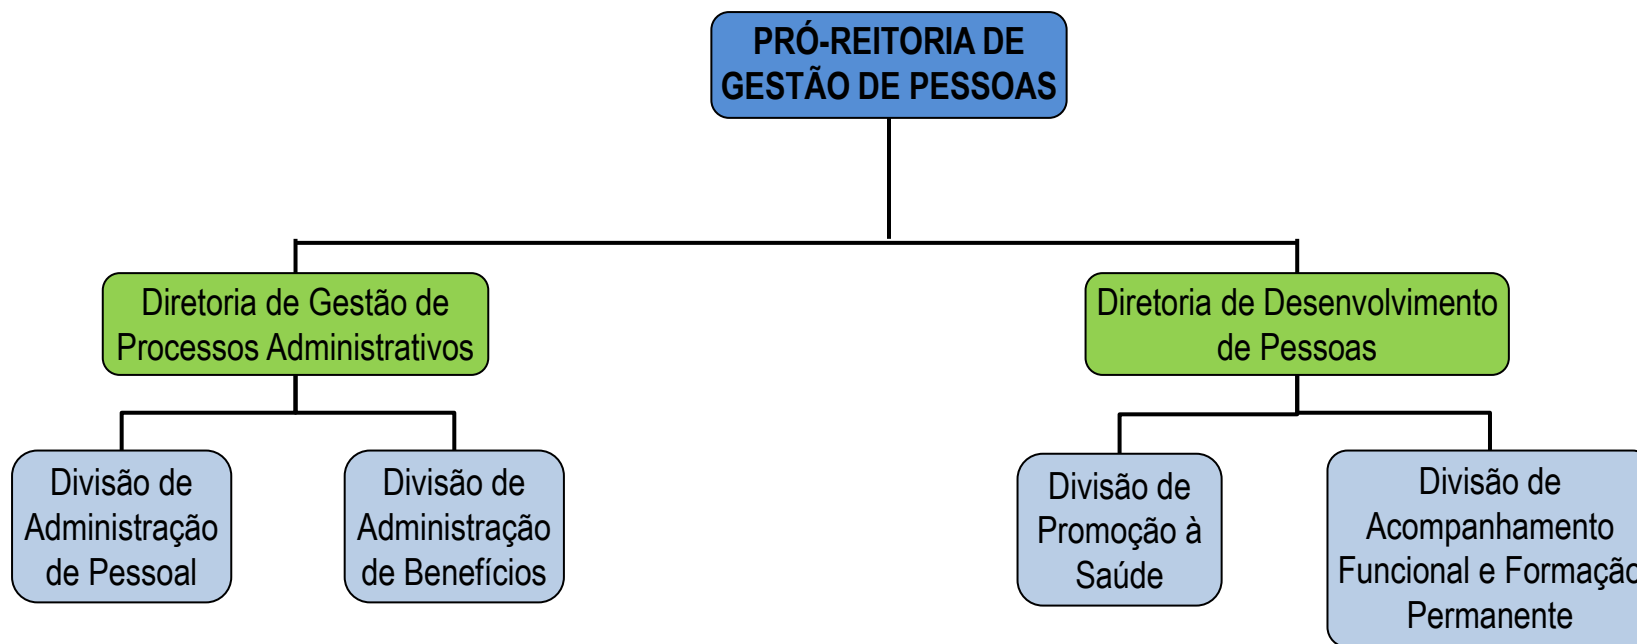 PRÓ-REITORIA DE
GESTÃO DE PESSOAS
Diretoria de Gestão de
Processos Administrativos
Diretoria de Desenvolvimento
de Pessoas
Divisão de
Administração
de Pessoal
Divisão de
Administração
de Benefícios
Divisão de
Promoção à
Saúde
Divisão de
Acompanhamento
Funcional e Formação
Permanente